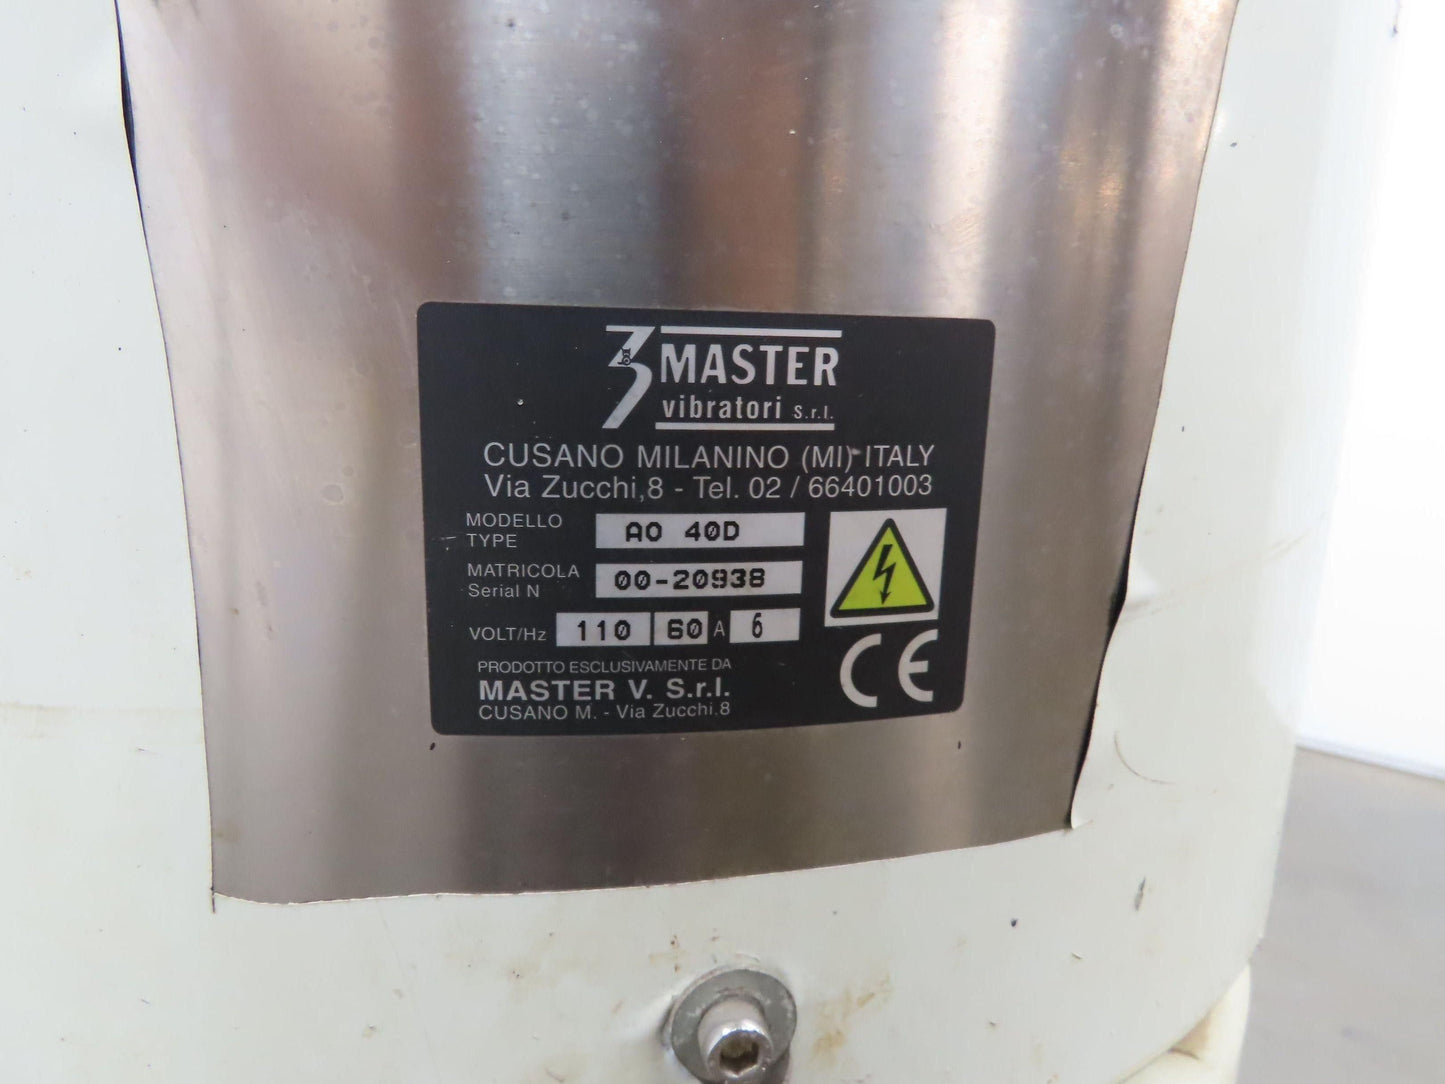 3 MASTER
vibratori s.r.l.
CUSANO MILANINO (MI) ITALY
Via Zucchi,8 - Tel. 02 / 66401003
MODELLO
TYPE
AO 40D
MATRICOLA
Serial N
00-20938
VOLT/Hz 110 60 A 6
PRODOTTO ESCLUSIVAMENTE DA
MASTER V. S.r.l.
CUSANO M. - Via Zucchi.8
CE